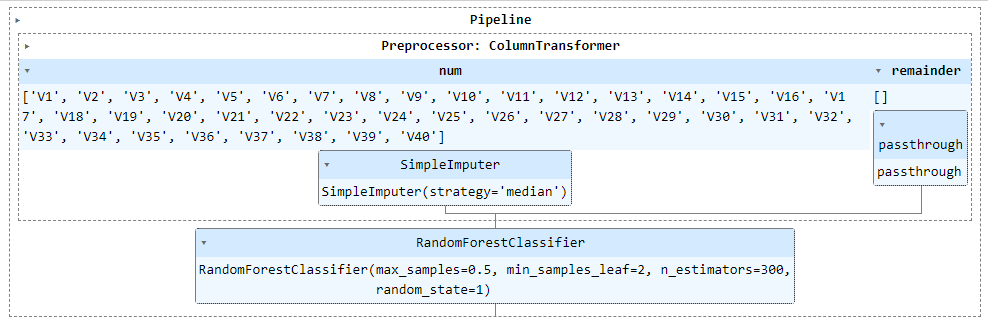 Pipeline
Preprocessor: ColumnTransformer
num
['V1', 'V2', 'V3', 'V4', 'V5', 'V6', 'V7', 'V8', 'V9', 'V10', 'V11', 'V12', 'V13', 'V14', 'V15', 'V16', 'V1
7', 'V18', 'V19', 'V20', 'V21', 'V22', 'V23', 'V24', 'V25', 'V26', 'V27', 'V28', 'V29', 'V30', 'V31', 'V32',
'V33', 'V34', 'V35', 'V36', 'V37', 'V38', 'V39', 'V40']
SimpleImputer
SimpleImputer(strategy='median')
remainder
[]
passthrough
passthrough
RandomForestClassifier
RandomForestClassifier(max_samples=0.5, min_samples_leaf=2, n_estimators=300,
random_state=1)